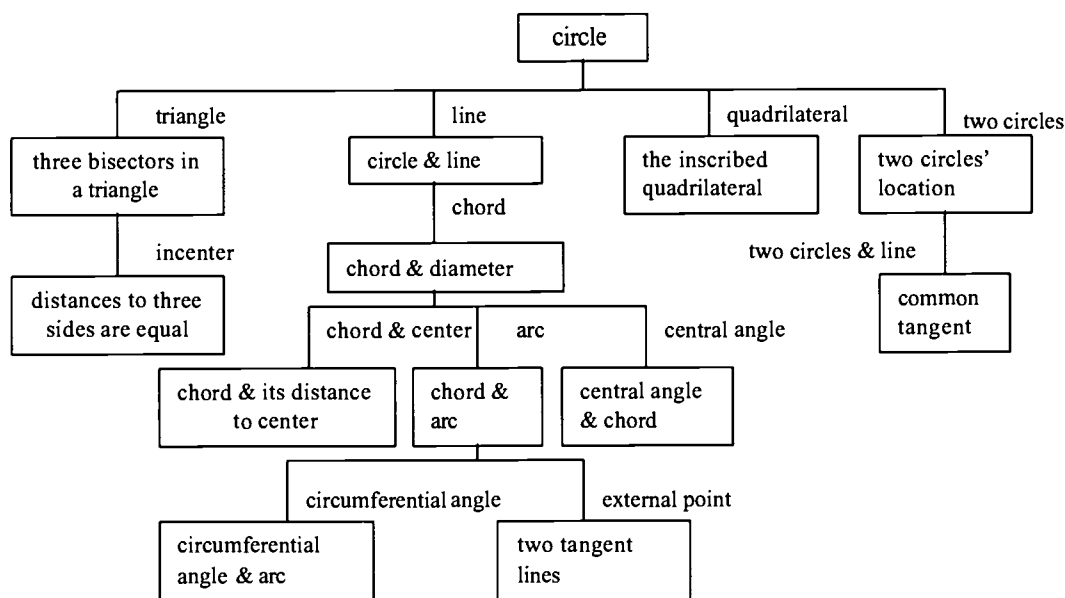 circle
triangle
line
quadrilateral
two circles
three bisectors in
a triangle
circle & line
the inscribed
quadrilateral
two circles'
location
chord
incenter
two circles & line
chord & diameter
distances to three
sides are equal
common
tangent
chord & center
arc
central angle
chord & its distance
to center
chord &
arc
central angle
& chord
circumferential angle
external point
circumferential
angle & arc
two tangent
lines